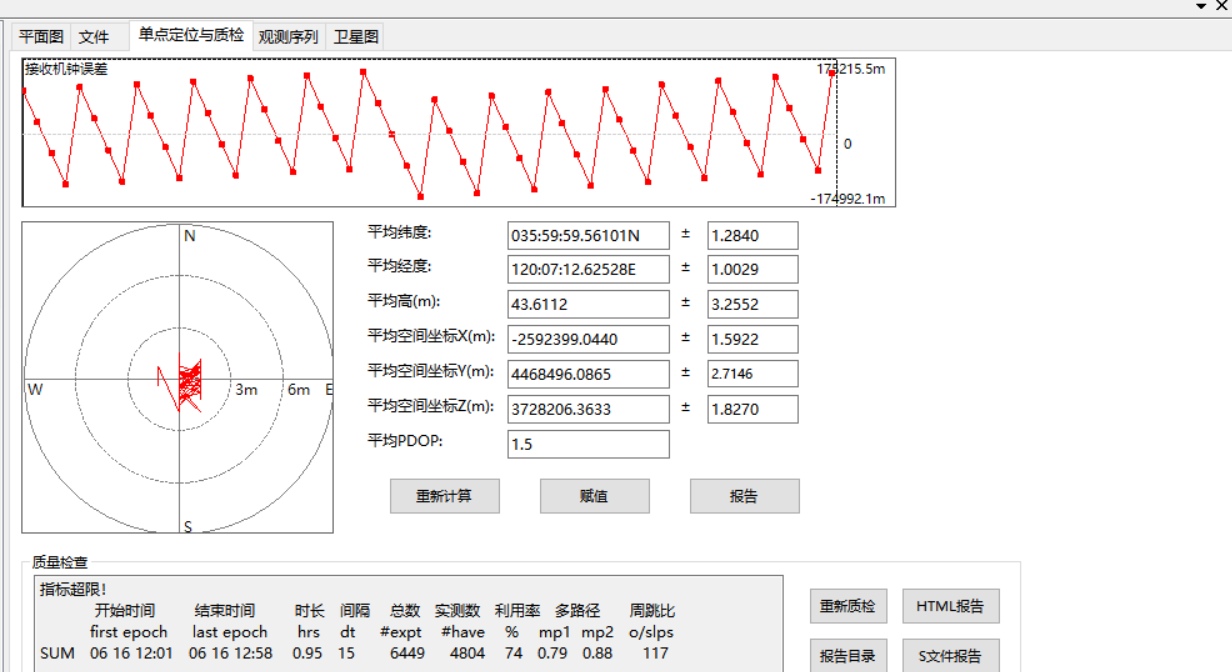 平面图 文件 单点定位与质检 观测序列 卫星图
接收机钟误差
175215.5m
0
-174992.1m
N
W 3m 6m E
S
平均纬度: 035:59:59.56101N ± 1.2840
平均经度: 120:07:12.62528E ± 1.0029
平均高(m): 43.6112 ± 3.2552
平均空间坐标X(m): -2592399.0440 ± 1.5922
平均空间坐标Y(m): 4468496.0865 ± 2.7146
平均空间坐标Z(m): 3728206.3633 ± 1.8270
平均PDOP: 1.5
重新计算 赋值 报告
质量检查
指标超限!
开始时间 结束时间 时长 间隔 总数 实测数 利用率 多路径 周跳比
first epoch last epoch hrs dt #expt #have % mp1 mp2 o/slps
SUM 06 16 12:01 06 16 12:58 0.95 15 6449 4804 74 0.79 0.88 117
重新质检 HTML报告
报告目录 S文件报告